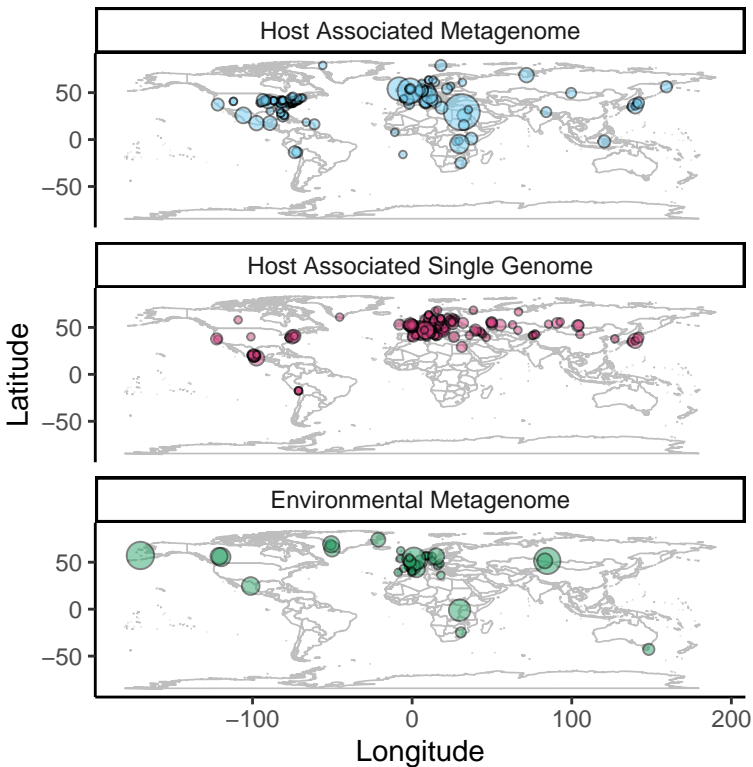 Host Associated Metagenome
50
0
−50
Host Associated Single Genome
50
0
−50
Latitude
Environmental Metagenome
50
0
−50
−100 0 100 200
Longitude